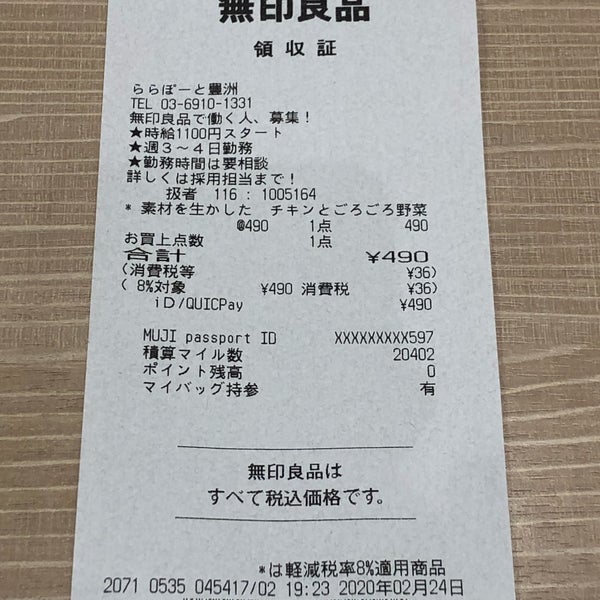 無印良品
領収証
ららぽーと豊洲
TEL 03-6910-1331
無印良品で働く人、募集！
★時給1100円スタート
★週3～4日勤務
★勤務時間は要相談
詳しくは採用担当まで！
扱者 116 : 1005164
* 素材を生かした チキンとごろごろ野菜
@490 1点 490
お買上点数 1点
合計 ¥490
(消費税等 ¥36)
( 8%対象 ¥490 消費税 ¥36)
iD/QUICPay ¥490
MUJI passport ID XXXXXXXXX597
積算マイル数 20402
ポイント残高 0
マイバッグ持参 有
無印良品は
すべて税込価格です。
*は軽減税率8%適用商品
2071 0535 045417/02 19:23 2020年02月24日